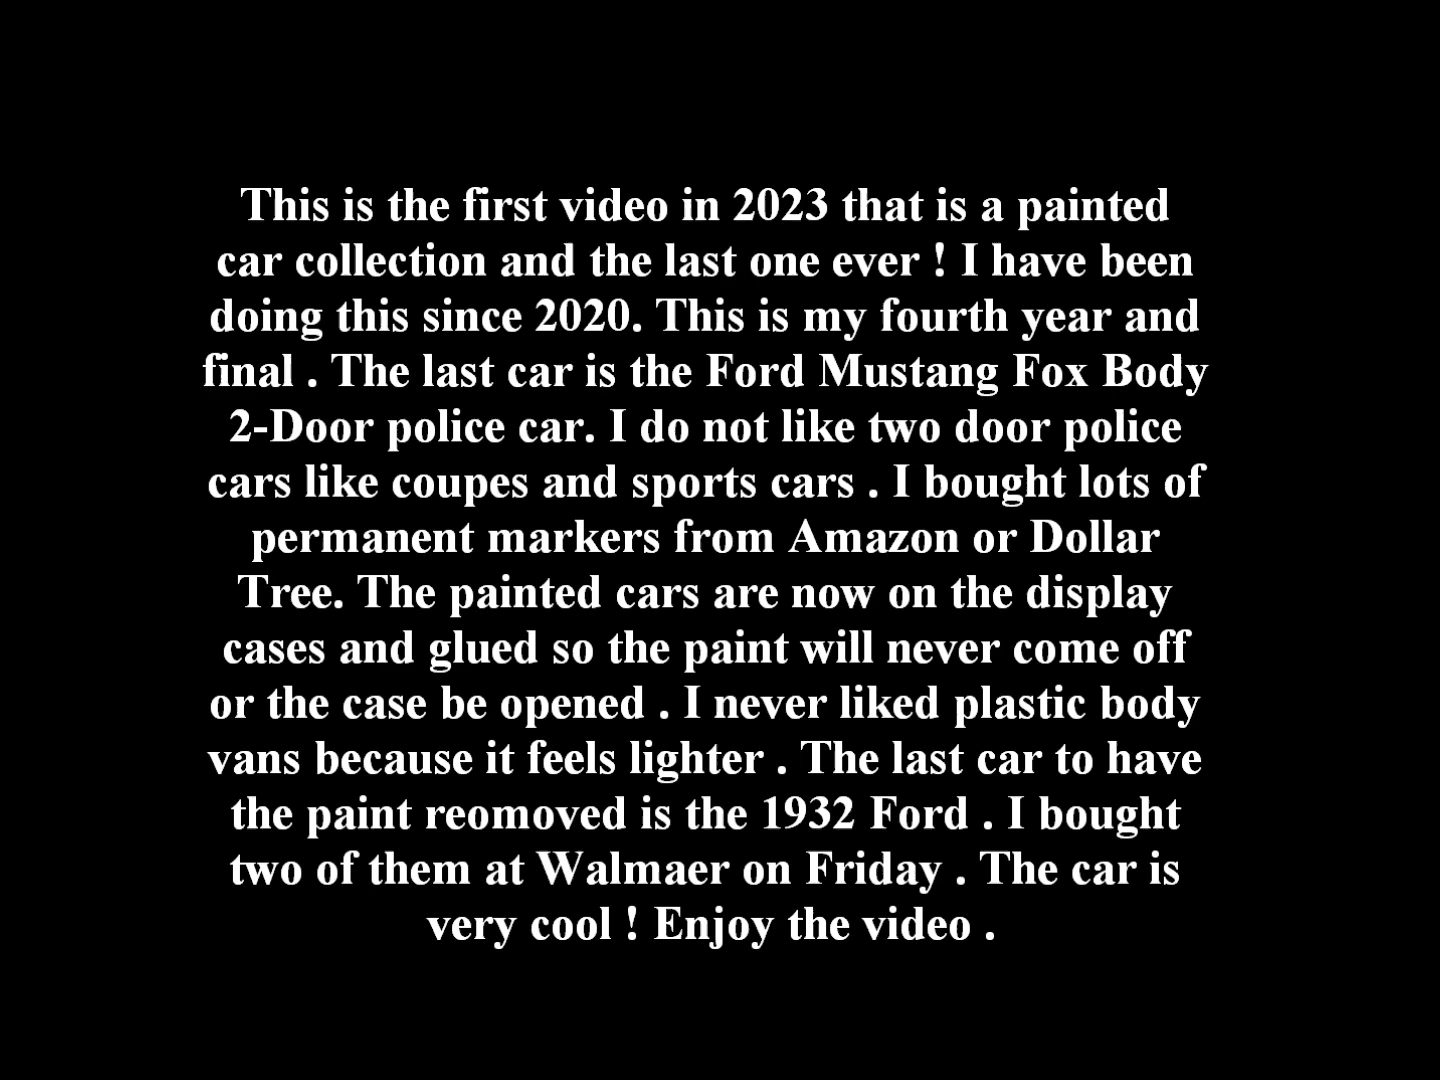 This is the first video in 2023 that is a painted
car collection and the last one ever ! I have been
doing this since 2020. This is my fourth year and
final . The last car is the Ford Mustang Fox Body
2-Door police car. I do not like two door police
cars like coupes and sports cars . I bought lots of
permanent markers from Amazon or Dollar
Tree. The painted cars are now on the display
cases and glued so the paint will never come off
or the case be opened . I never liked plastic body
vans because it feels lighter . The last car to have
the paint reomoved is the 1932 Ford . I bought
two of them at Walmaer on Friday . The car is
very cool ! Enjoy the video .